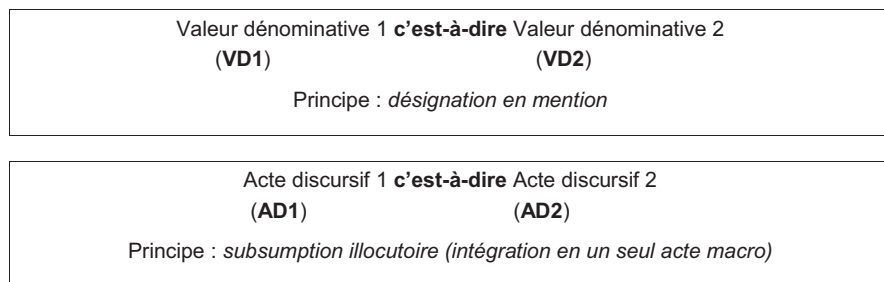 Valeur dénominative 1 c’est-à-dire Valeur dénominative 2
(VD1) (VD2)
Principe : désignation en mention
Acte discursif 1 c’est-à-dire Acte discursif 2
(AD1) (AD2)
Principe : subsumption illocutoire (intégration en un seul acte macro)